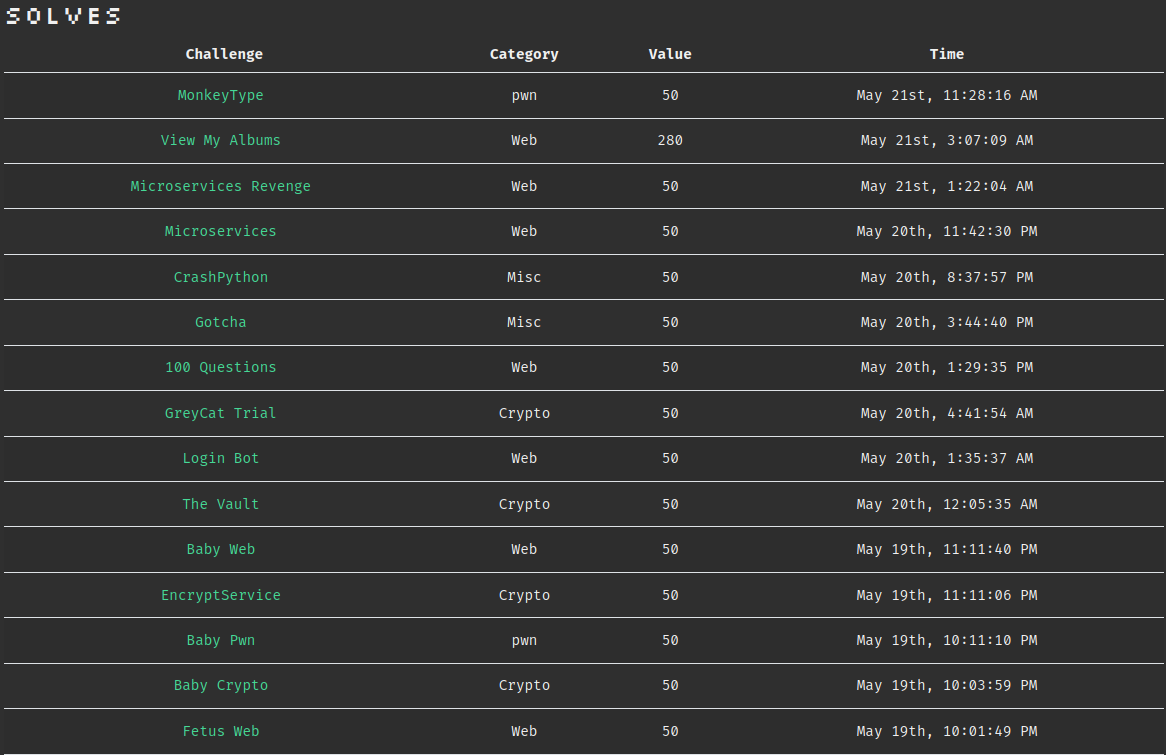 SOLVES
Challenge Category Value Time
MonkeyType pwn 50 May 21st, 11:28:16 AM
View My Albums Web 280 May 21st, 3:07:09 AM
Microservices Revenge Web 50 May 21st, 1:22:04 AM
Microservices Web 50 May 20th, 11:42:30 PM
CrashPython Misc 50 May 20th, 8:37:57 PM
Gotcha Misc 50 May 20th, 3:44:40 PM
100 Questions Web 50 May 20th, 1:29:35 PM
GreyCat Trial Crypto 50 May 20th, 4:41:54 AM
Login Bot Web 50 May 20th, 1:35:37 AM
The Vault Crypto 50 May 20th, 12:05:35 AM
Baby Web Web 50 May 19th, 11:11:40 PM
EncryptService Crypto 50 May 19th, 11:11:06 PM
Baby Pwn pwn 50 May 19th, 10:11:10 PM
Baby Crypto Crypto 50 May 19th, 10:03:59 PM
Fetus Web Web 50 May 19th, 10:01:49 PM